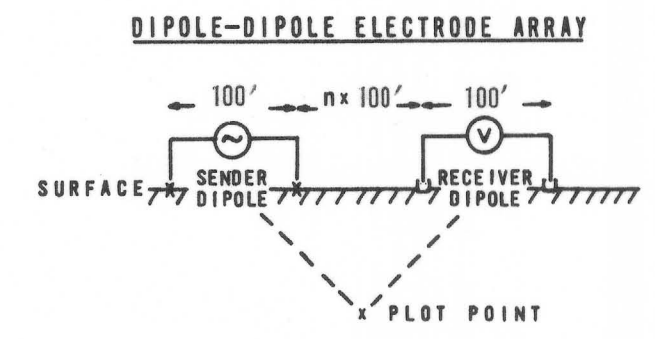 DIPOLE-DIPOLE ELECTRODE ARRAY
100' n x 100' 100'
~ V
SURFACE SENDER DIPOLE RECEIVER DIPOLE
x PLOT POINT